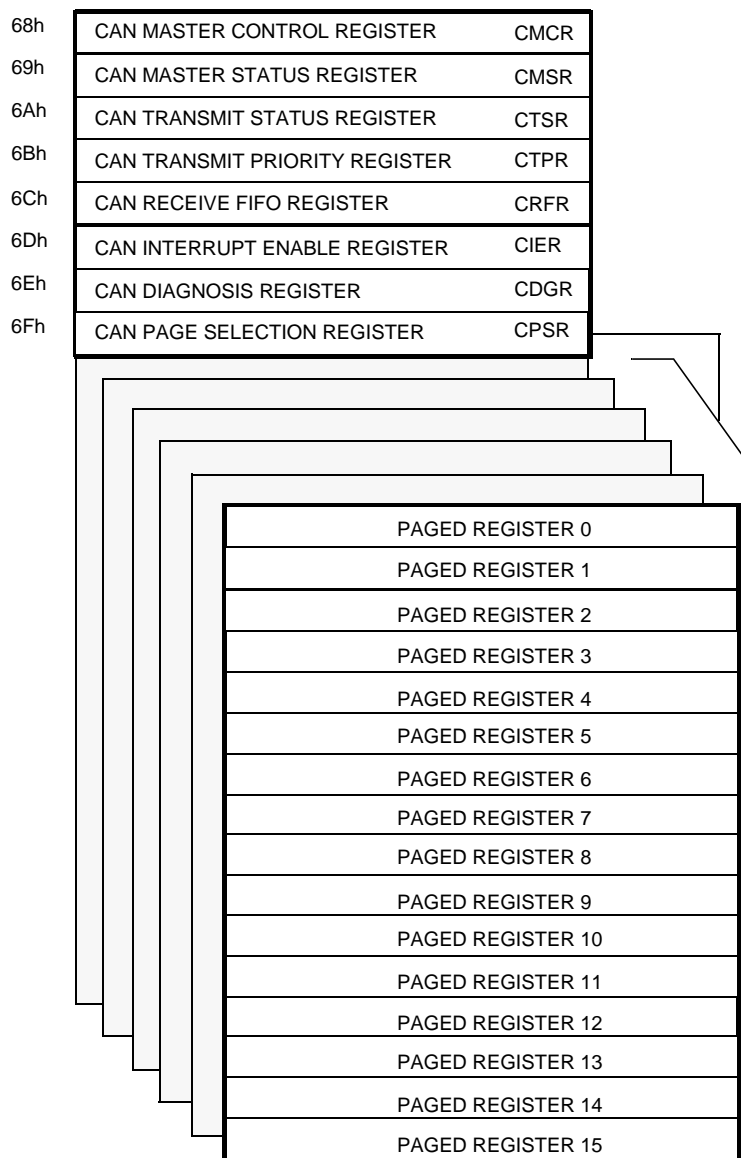 68h CAN MASTER CONTROL REGISTER CMCR
69h CAN MASTER STATUS REGISTER CMSR
6Ah CAN TRANSMIT STATUS REGISTER CTSR
6Bh CAN TRANSMIT PRIORITY REGISTER CTPR
6Ch CAN RECEIVE FIFO REGISTER CRFR
6Dh CAN INTERRUPT ENABLE REGISTER CIER
6Eh CAN DIAGNOSIS REGISTER CDGR
6Fh CAN PAGE SELECTION REGISTER CPSR
PAGED REGISTER 0
PAGED REGISTER 1
PAGED REGISTER 2
PAGED REGISTER 3
PAGED REGISTER 4
PAGED REGISTER 5
PAGED REGISTER 6
PAGED REGISTER 7
PAGED REGISTER 8
PAGED REGISTER 9
PAGED REGISTER 10
PAGED REGISTER 11
PAGED REGISTER 12
PAGED REGISTER 13
PAGED REGISTER 14
PAGED REGISTER 15